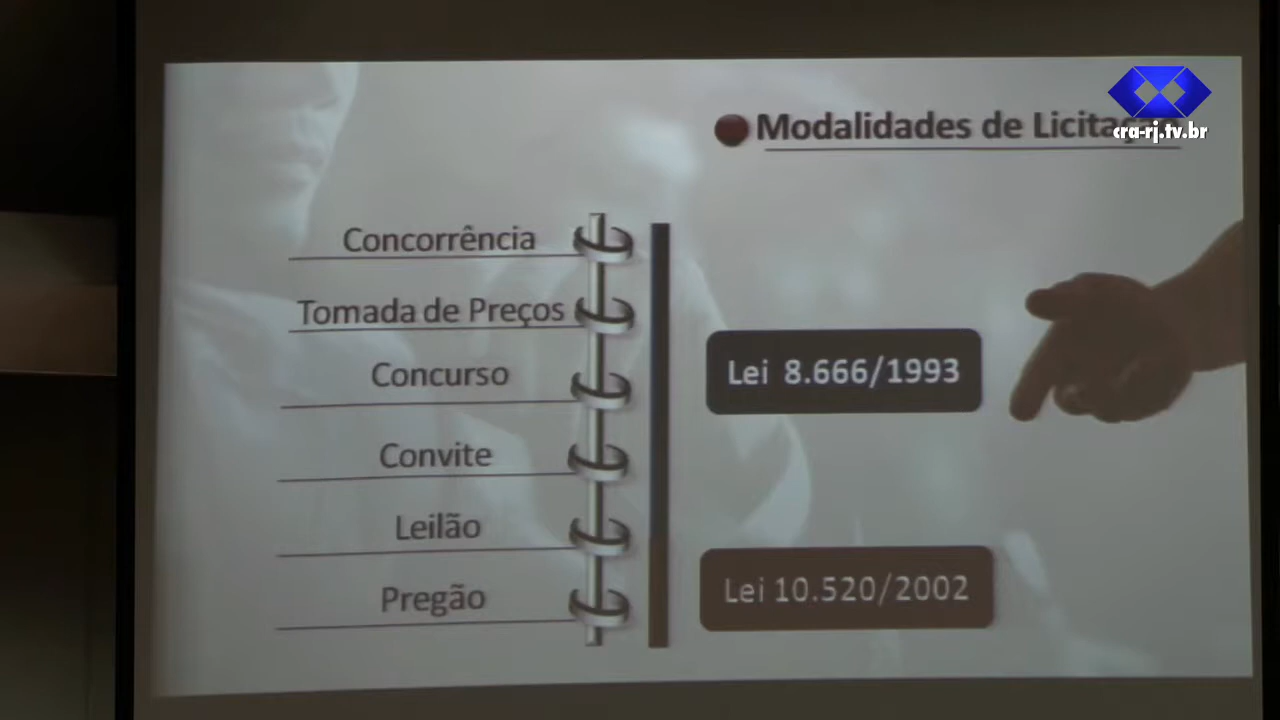 Modalidades de Licitação
cra-rj.tv.br
Concorrência
Tomada de Preços
Concurso
Convite
Leilão
Pregão
Lei 8.666/1993
Lei 10.520/2002